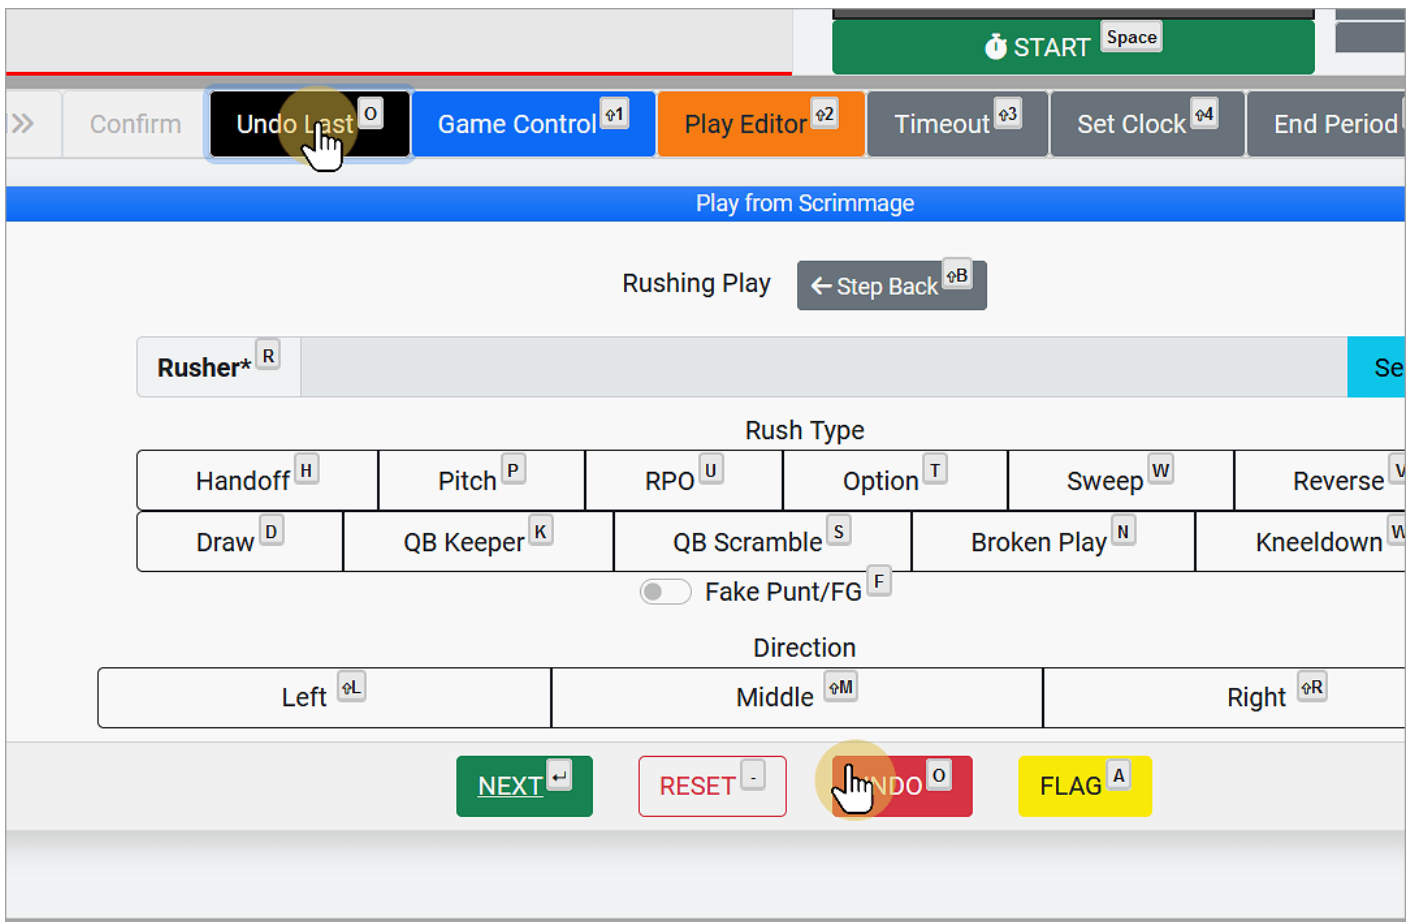 START Space
Confirm Undo Last O Game Control ⇧1 Play Editor ⇧2 Timeout ⇧3 Set Clock ⇧4 End Period
Play from Scrimmage
Rushing Play ← Step Back ⇧B
Rusher* R Se
Rush Type
Handoff H Pitch P RPO U Option T Sweep W Reverse V
Draw D QB Keeper K QB Scramble S Broken Play N Kneeldown W
Fake Punt/FG F
Direction
Left ⇧L Middle ⇧M Right ⇧R
NEXT ↵ RESET - NDO O FLAG A